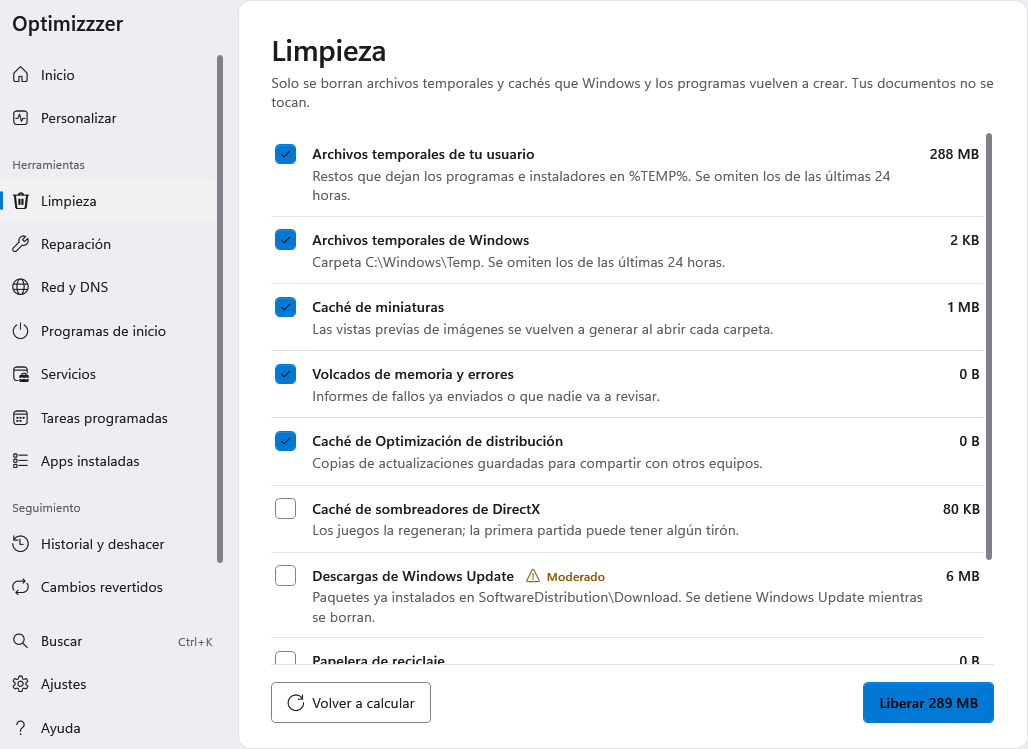 Optimizzzer
Inicio
Personalizar
Herramientas
Limpieza
Reparación
Red y DNS
Programas de inicio
Servicios
Tareas programadas
Apps instaladas
Seguimiento
Historial y deshacer
Cambios revertidos
Buscar Ctrl+K
Ajustes
Ayuda
Limpieza
Solo se borran archivos temporales y cachés que Windows y los programas vuelven a crear. Tus documentos no se
tocan.
Archivos temporales de tu usuario 288 MB
Restos que dejan los programas e instaladores en %TEMP%. Se omiten los de las últimas 24
horas.
Archivos temporales de Windows 2 KB
Carpeta C:\Windows\Temp. Se omiten los de las últimas 24 horas.
Caché de miniaturas 1 MB
Las vistas previas de imágenes se vuelven a generar al abrir cada carpeta.
Volcados de memoria y errores 0 B
Informes de fallos ya enviados o que nadie va a revisar.
Caché de Optimización de distribución 0 B
Copias de actualizaciones guardadas para compartir con otros equipos.
Caché de sombreadores de DirectX 80 KB
Los juegos la regeneran; la primera partida puede tener algún tirón.
Descargas de Windows Update Moderado 6 MB
Paquetes ya instalados en SoftwareDistribution\Download. Se detiene Windows Update mientras
se borran.
Papelera de reciclaje 0 B
Volver a calcular
Liberar 289 MB